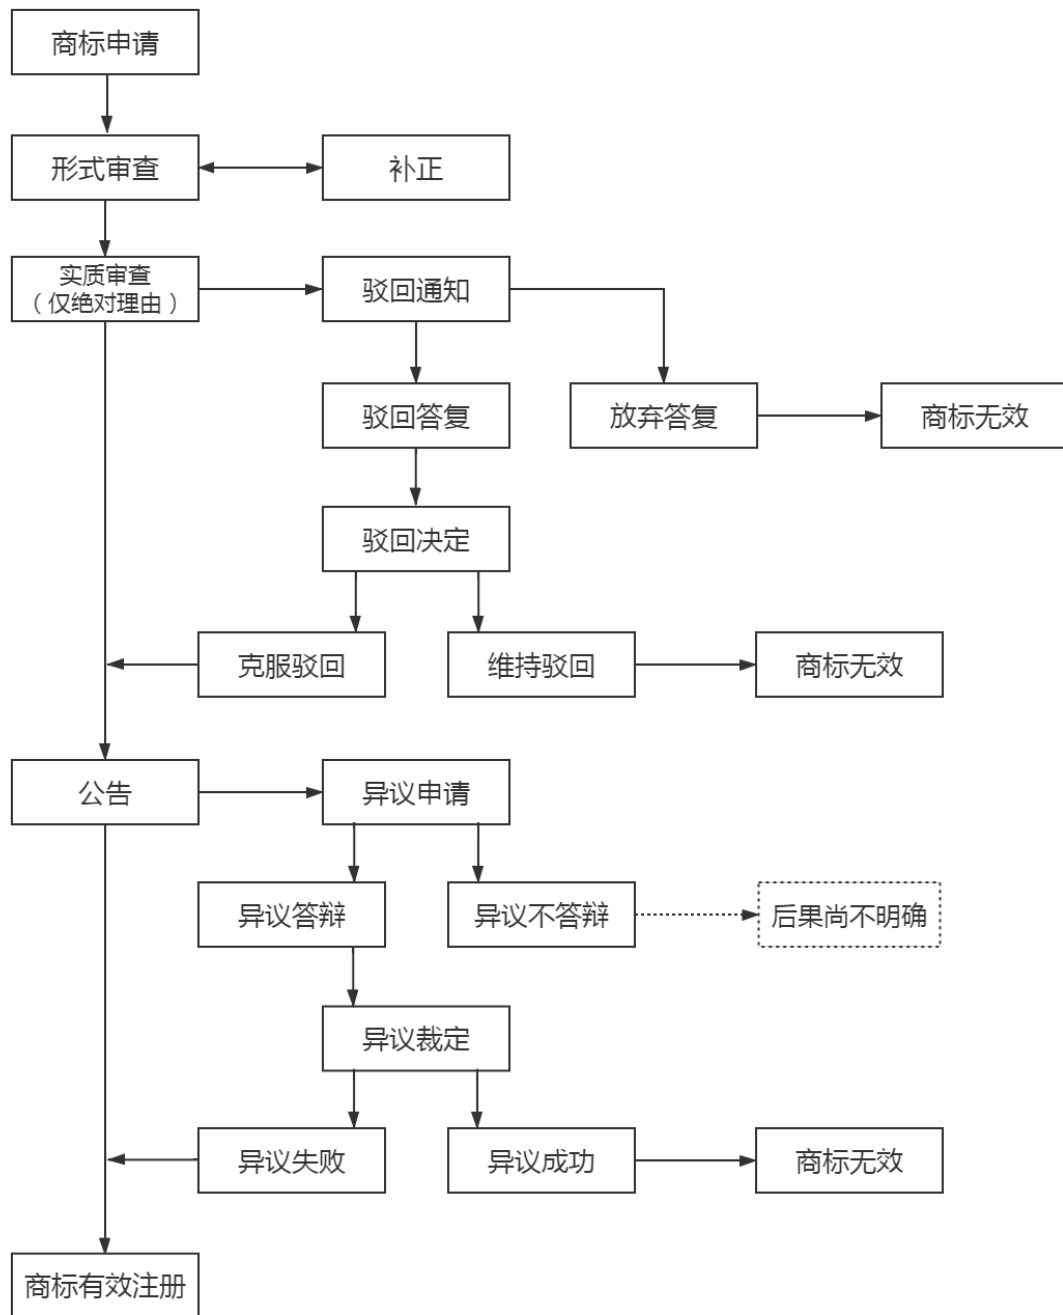 商标申请
形式审查
补正
实质审查
（仅绝对理由）
驳回通知
驳回答复
放弃答复
商标无效
驳回决定
克服驳回
维持驳回
商标无效
公告
异议申请
异议答辩
异议不答辩
后果尚不明确
异议裁定
异议失败
异议成功
商标无效
商标有效注册